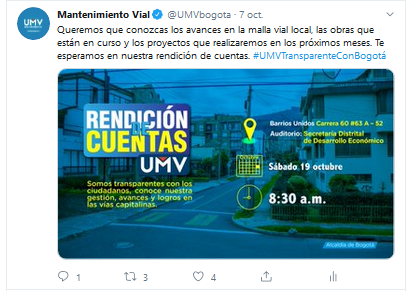 Mantenimiento Vial @UMVbogota · 7 oct.
Queremos que conozcas los avances en la malla vial local, las obras que
están en curso y los proyectos que realizaremos en los próximos meses. Te
esperamos en nuestra rendición de cuentas. #UMVTransparenteConBogotá
RENDICIÓN
DE
CUENTAS
UMV
Somos transparentes con los
ciudadanos, conoce nuestra
gestión, avances y logros en
las vías capitalinas.
Barrios Unidos Carrera 60 #63 A - 52
Auditorio: Secretaría Distrital
de Desarrollo Económico
Sábado 19 octubre
8:30 a.m.
Alcaldía de Bogotá
1 3 4